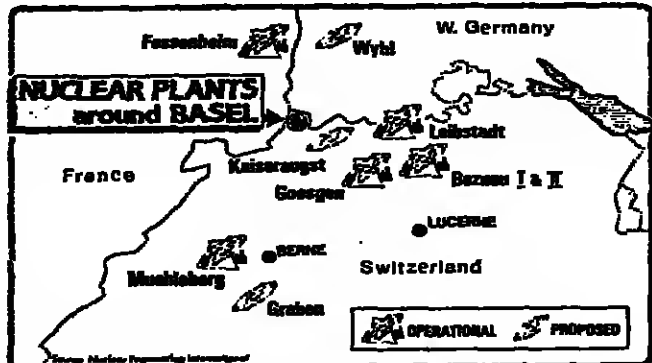 W. Germany
Fessenheim
Wyhl
NUCLEAR PLANTS
around BASEL
Leibstadt
Kaiseraugst
France
Goesgen
Beznau I & II
LUCERNE
BERNE
Switzerland
Muehleberg
Graben
OPERATIONAL
PROPOSED